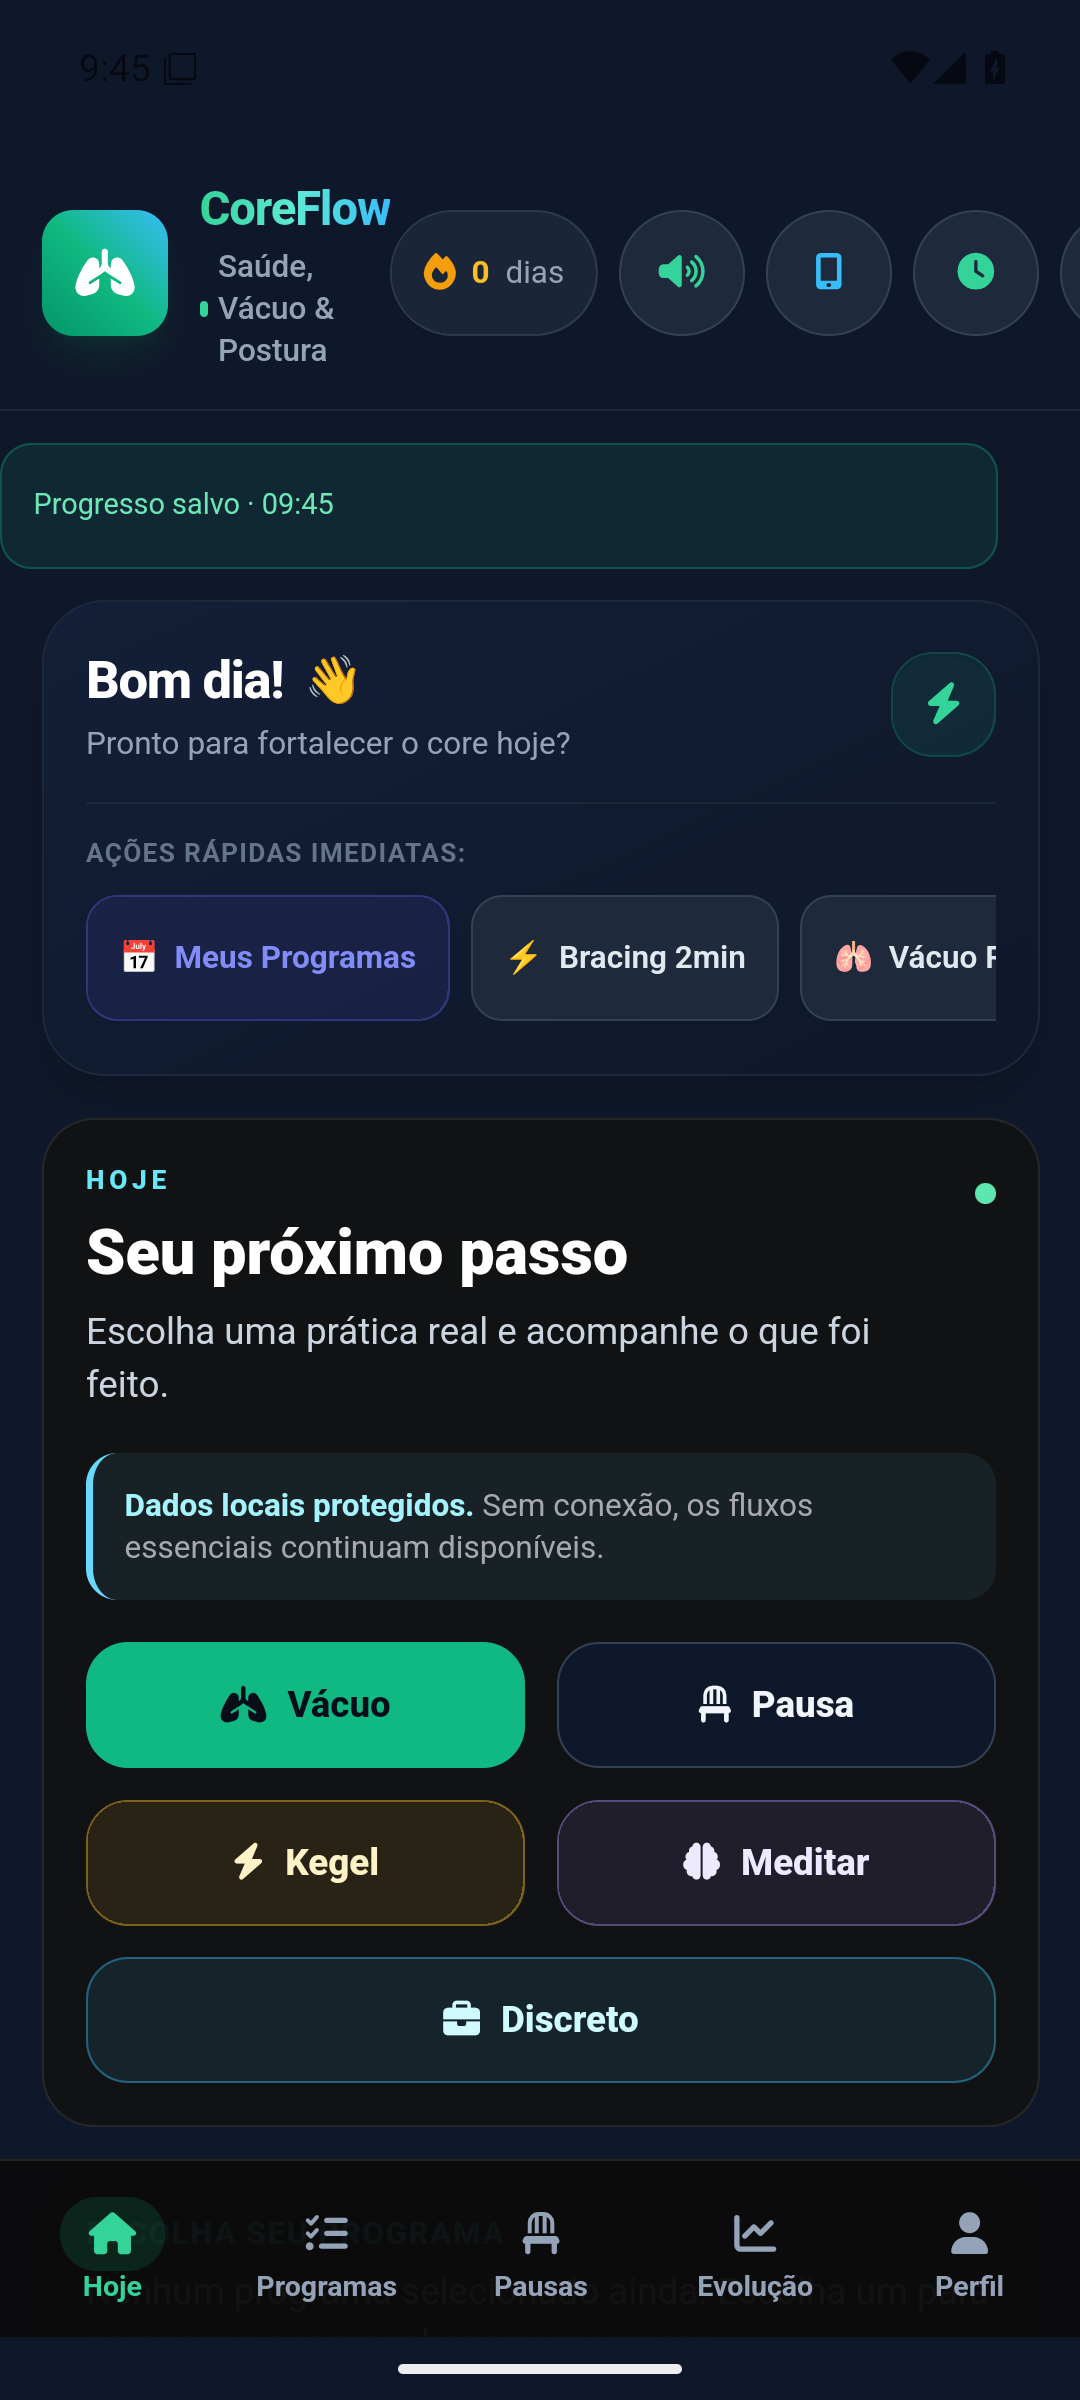 9:45
CoreFlow
Saúde,
Vácuo &
Postura
0 dias
Progresso salvo · 09:45
Bom dia! 👋
Pronto para fortalecer o core hoje?
AÇÕES RÁPIDAS IMEDIATAS:
July 17 Meus Programas
⚡ Bracing 2min
🫁 Vácuo
HOJE
Seu próximo passo
Escolha uma prática real e acompanhe o que foi
feito.
Dados locais protegidos. Sem conexão, os fluxos
essenciais continuam disponíveis.
Vácuo
Pausa
Kegel
Meditar
Discreto
Hoje
Programas
Pausas
Evolução
Perfil